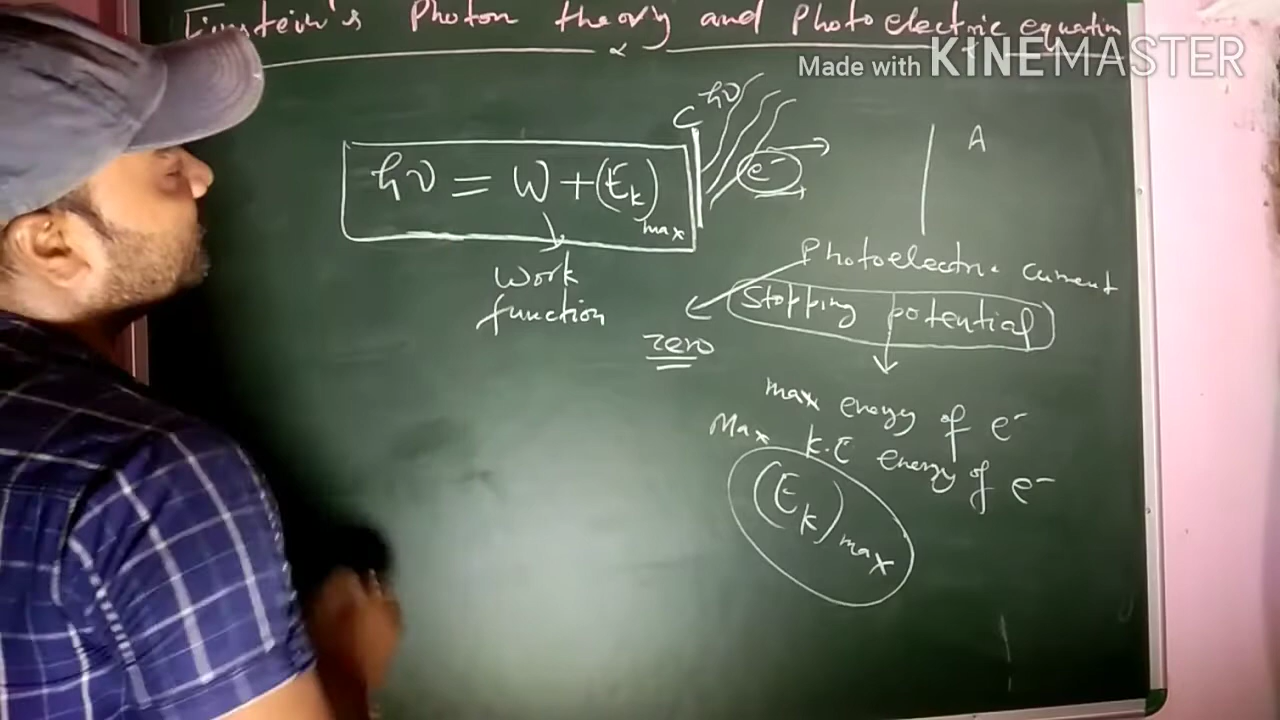 Einstein's Photon theory and Photoelectric equation
Made with KINEMASTER
C hν
e⁻
A
hν = W + (Ek)max
Work
function
Photoelectric current
Stopping potential
zero
max energy of e⁻
Max k.E energy of e⁻
(Ek)max